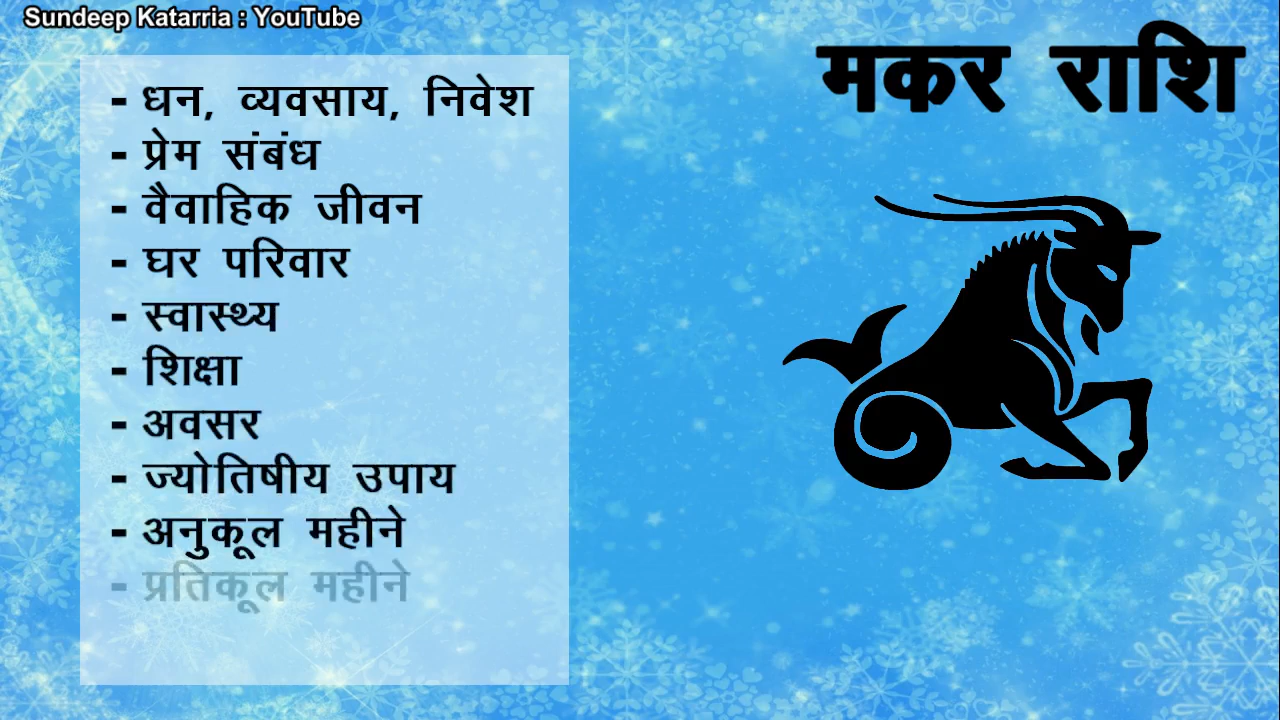 Sundeep Katarria : YouTube
मकर राशि
- धन, व्यवसाय, निवेश
- प्रेम संबंध
- वैवाहिक जीवन
- घर परिवार
- स्वास्थ्य
- शिक्षा
- अवसर
- ज्योतिषीय उपाय
- अनुकूल महीने
- प्रतिकूल महीने